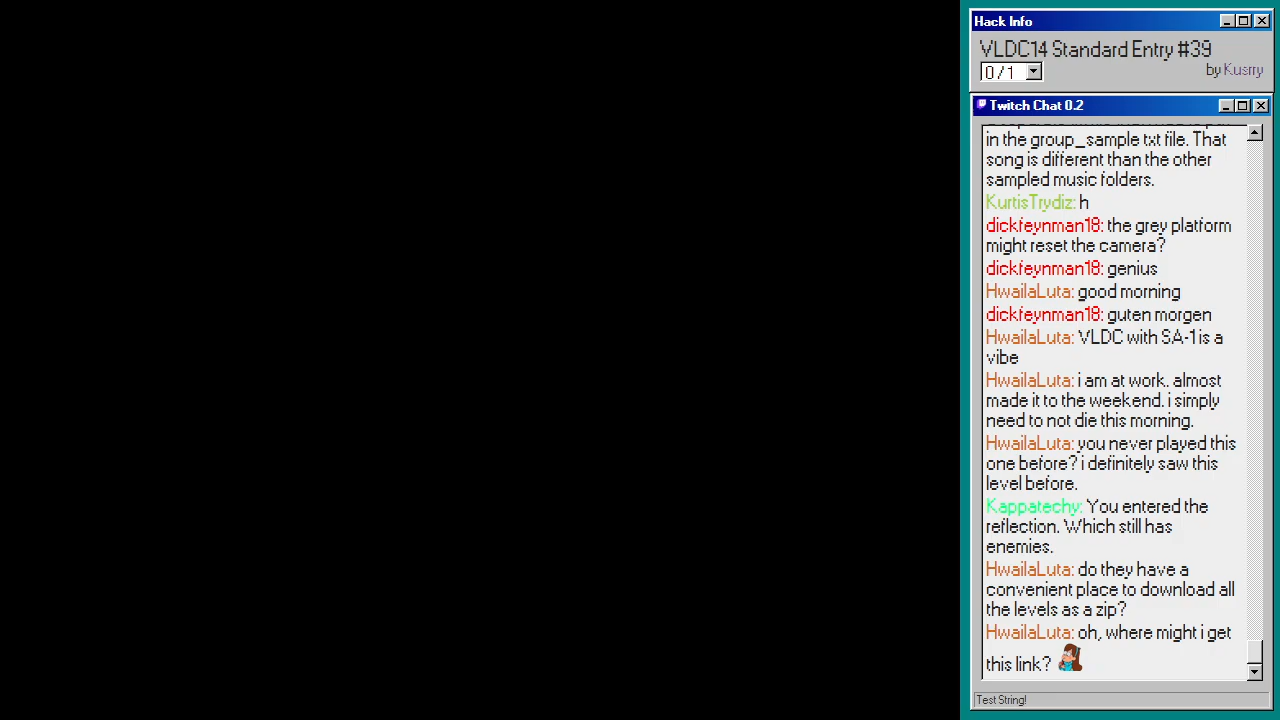 Hack Info
VLDC14 Standard Entry #39
0/1
by Kusrry
Twitch Chat 0.2
in the group_sample txt file. That
song is different than the other
sampled music folders.
KurtisTrydiz: h
dickfeynman18: the grey platform
might reset the camera?
dickfeynman18: genius
HwailaLuta: good morning
dickfeynman18: guten morgen
HwailaLuta: VLDC with SA-1 is a
vibe
HwailaLuta: i am at work. almost
made it to the weekend. i simply
need to not die this morning.
HwailaLuta: you never played this
one before? i definitely saw this
level before.
Kappatechy: You entered the
reflection. Which still has
enemies.
HwailaLuta: do they have a
convenient place to download all
the levels as a zip?
HwailaLuta: oh, where might i get
this link?
Test String!